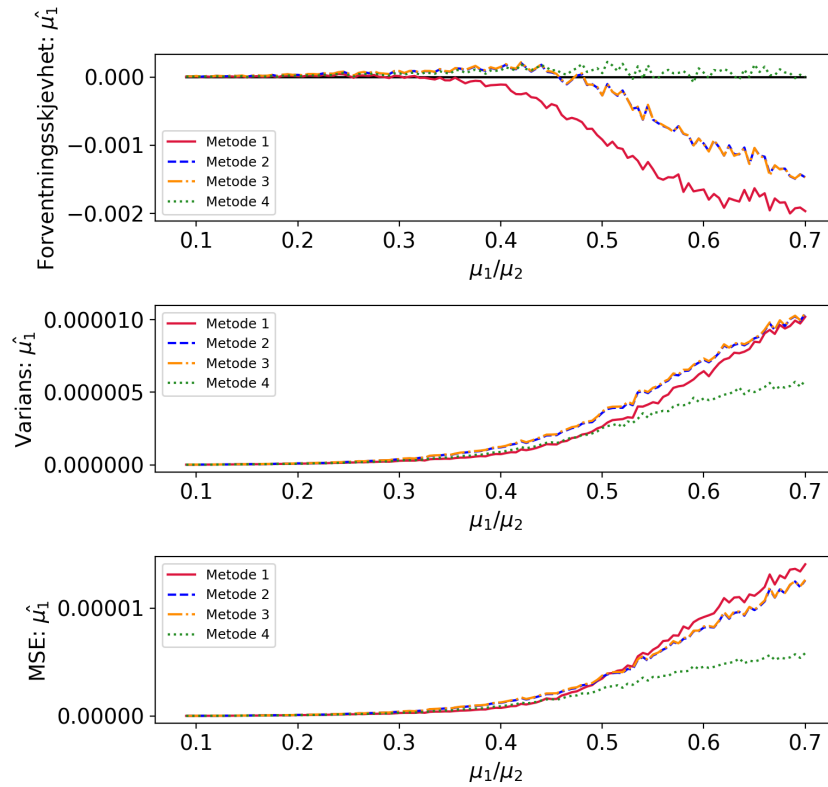 Forventningsskjevhet: μ̂₁
0.000
−0.001
−0.002
Metode 1
Metode 2
Metode 3
Metode 4
0.1 0.2 0.3 0.4 0.5 0.6 0.7
μ₁/μ₂
Varians: μ̂₁
0.000010
0.000005
0.000000
Metode 1
Metode 2
Metode 3
Metode 4
0.1 0.2 0.3 0.4 0.5 0.6 0.7
μ₁/μ₂
MSE: μ̂₁
0.00001
0.00000
Metode 1
Metode 2
Metode 3
Metode 4
0.1 0.2 0.3 0.4 0.5 0.6 0.7
μ₁/μ₂